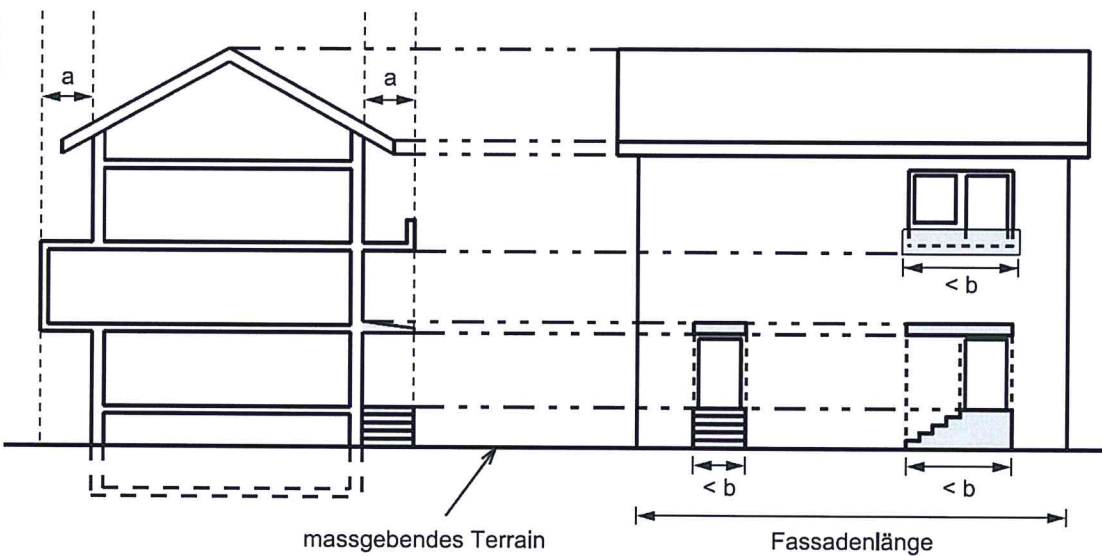 a
a
< b
< b
< b
massgebendes Terrain
Fassadenlänge